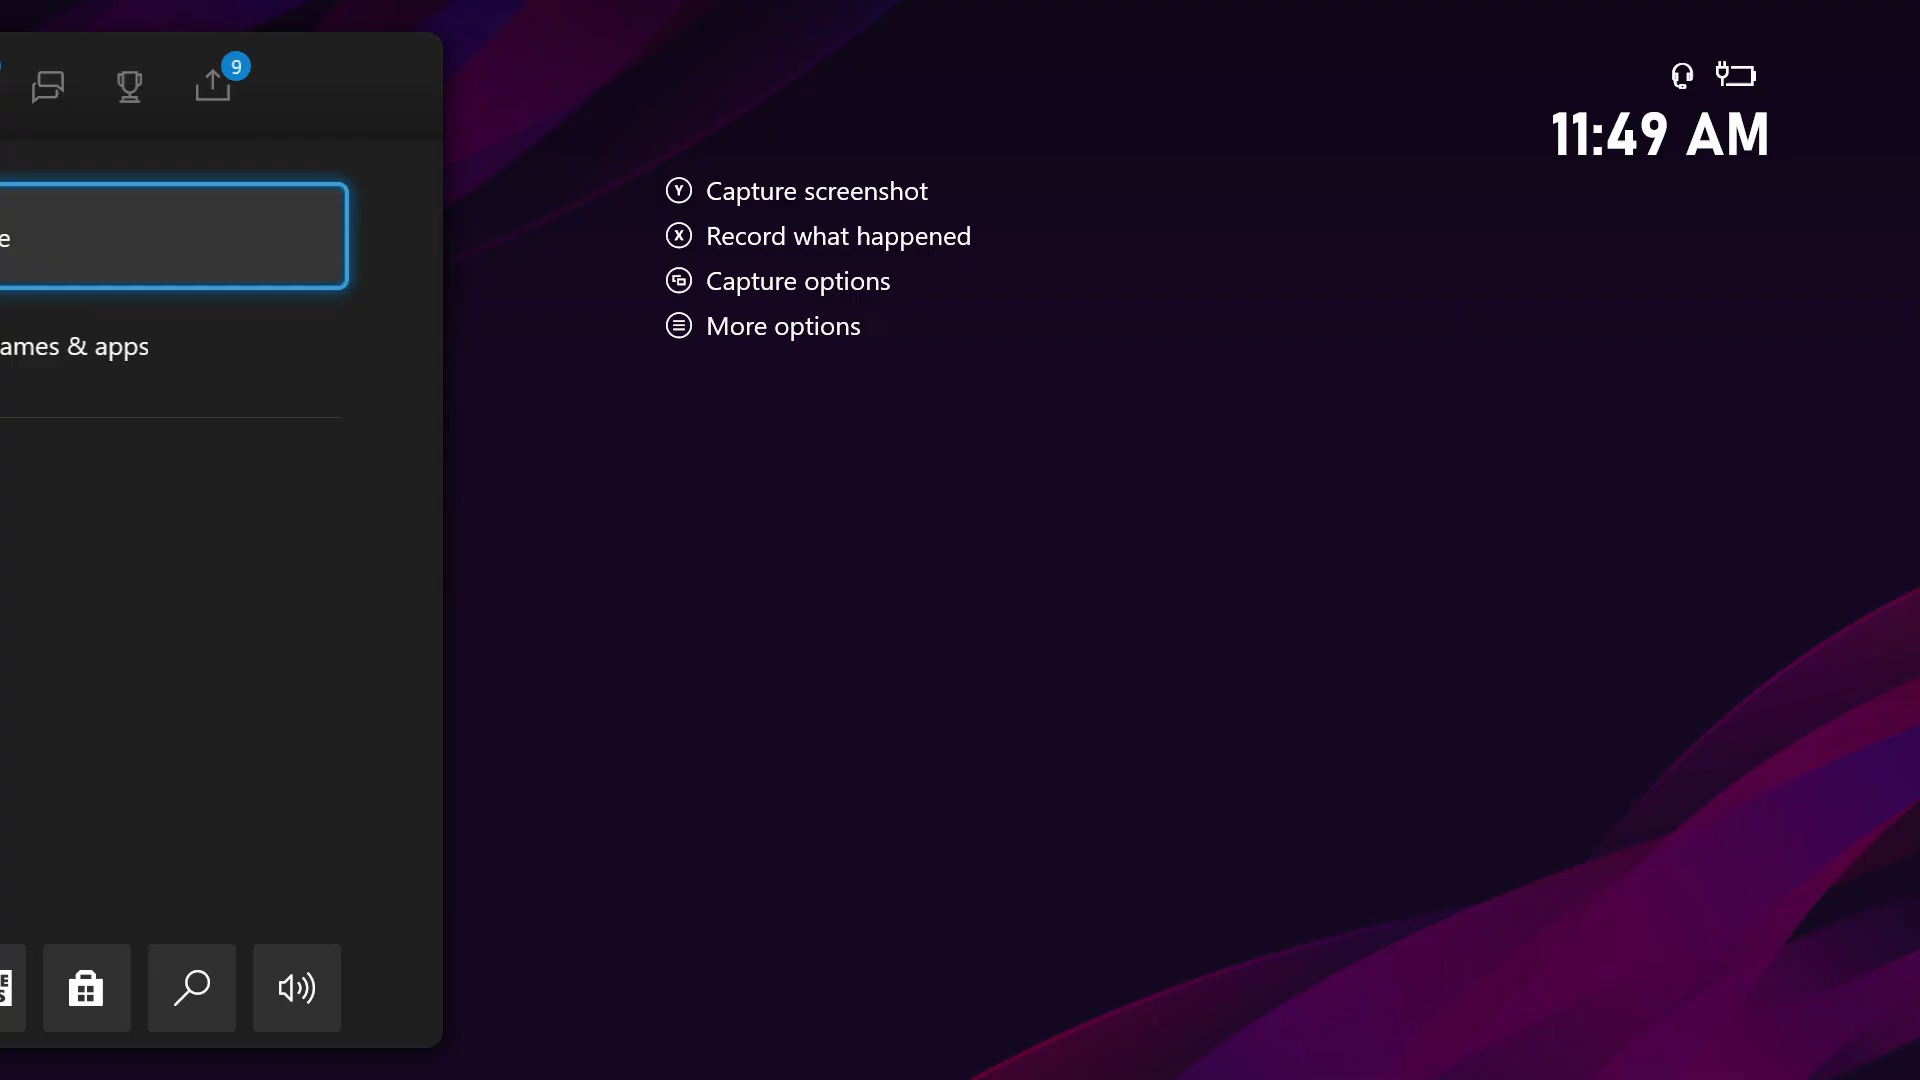 9
11:49 AM
Y Capture screenshot
X Record what happened
Capture options
More options
e
ames & apps
E
S